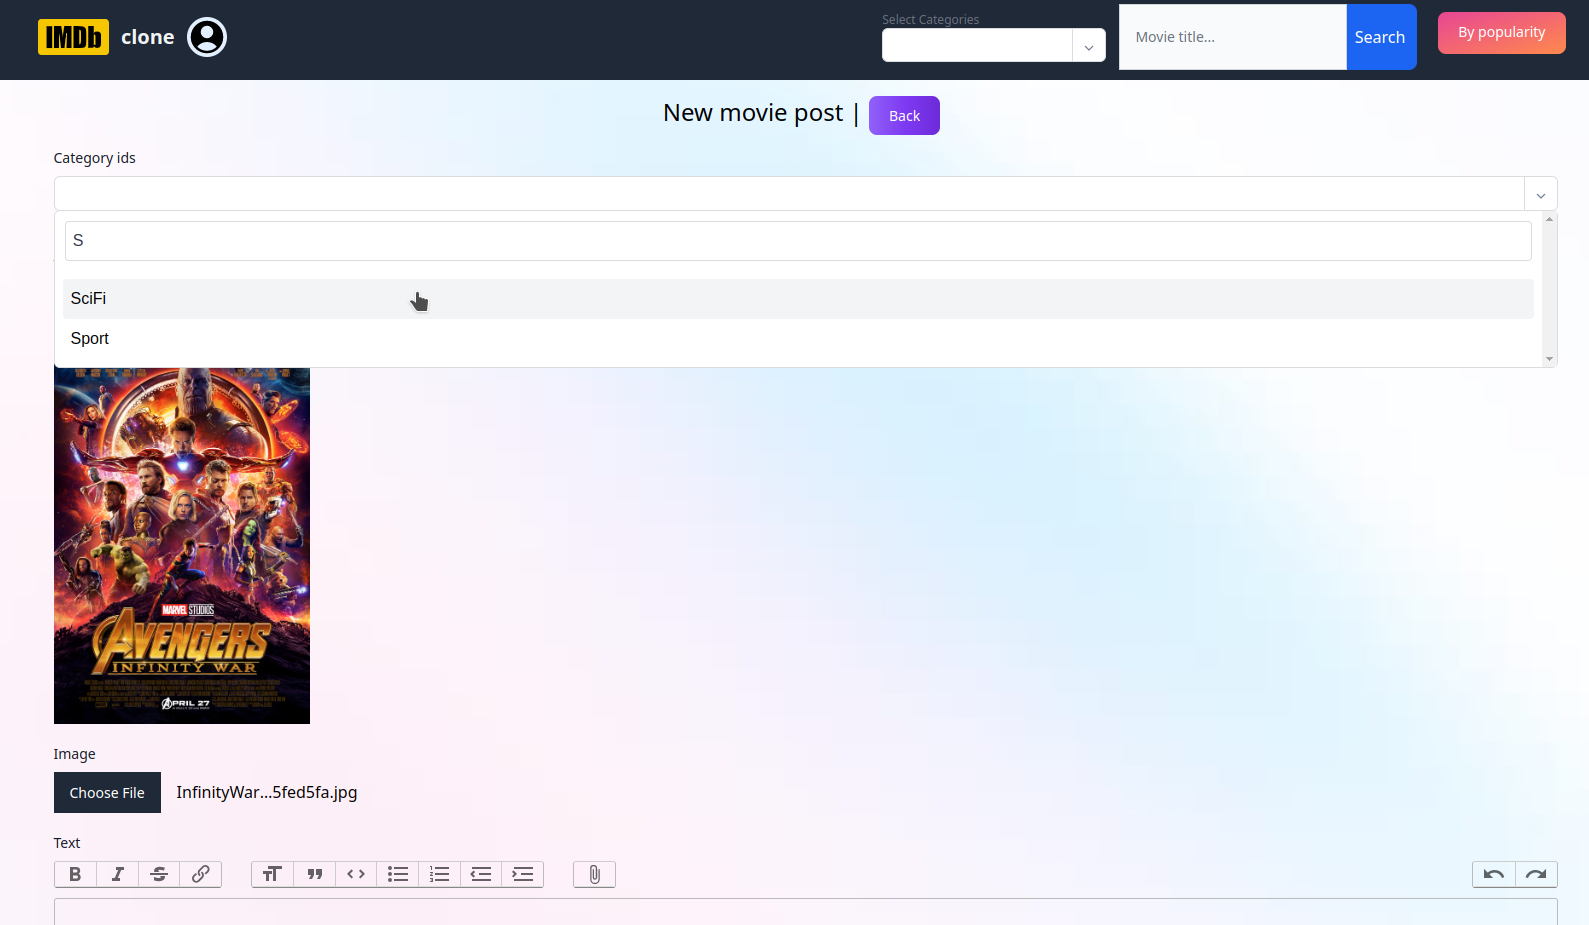 IMDb clone
Select Categories
Movie title...
Search
By popularity
New movie post | Back
Category ids
S
SciFi
Sport
MARVEL STUDIOS
AVENGERS
INFINITY WAR
APRIL 27
Image
Choose File InfinityWar...5fed5fa.jpg
Text